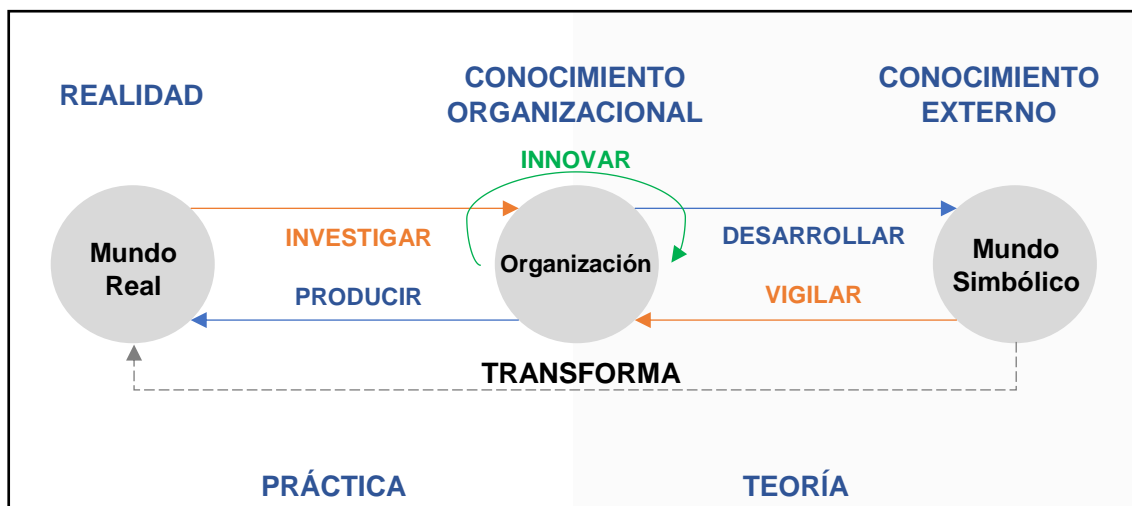 REALIDAD
CONOCIMIENTO
ORGANIZACIONAL
CONOCIMIENTO
EXTERNO
INNOVAR
INVESTIGAR
DESARROLLAR
Mundo
Real
Organización
Mundo
Simbólico
PRODUCIR
VIGILAR
TRANSFORMA
PRÁCTICA
TEORÍA